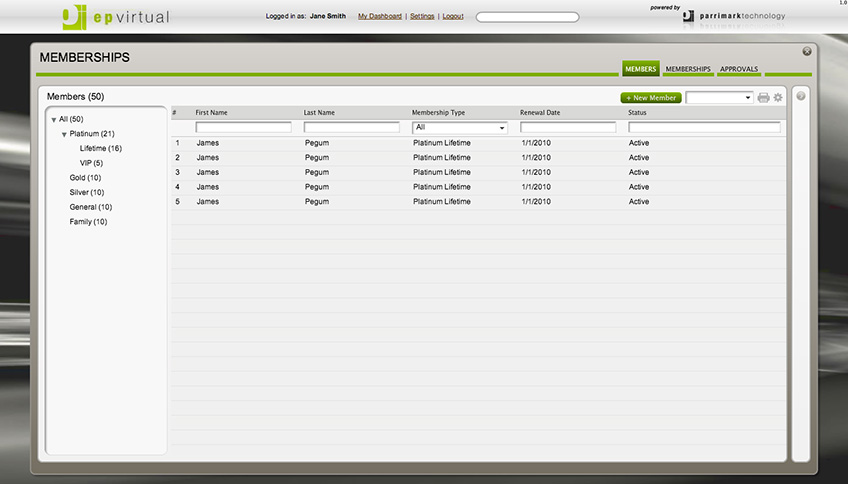 1.0
powered by
ep virtual
Logged in as: Jane Smith My Dashboard | Settings | Logout
parrimark technology
MEMBERSHIPS
MEMBERS MEMBERSHIPS APPROVALS
Members (50)
+ New Member
All (50)
Platinum (21)
Lifetime (16)
VIP (5)
Gold (10)
Silver (10)
General (10)
Family (10)
# First Name Last Name Membership Type Renewal Date Status
All
1 James Pegum Platinum Lifetime 1/1/2010 Active
2 James Pegum Platinum Lifetime 1/1/2010 Active
3 James Pegum Platinum Lifetime 1/1/2010 Active
4 James Pegum Platinum Lifetime 1/1/2010 Active
5 James Pegum Platinum Lifetime 1/1/2010 Active